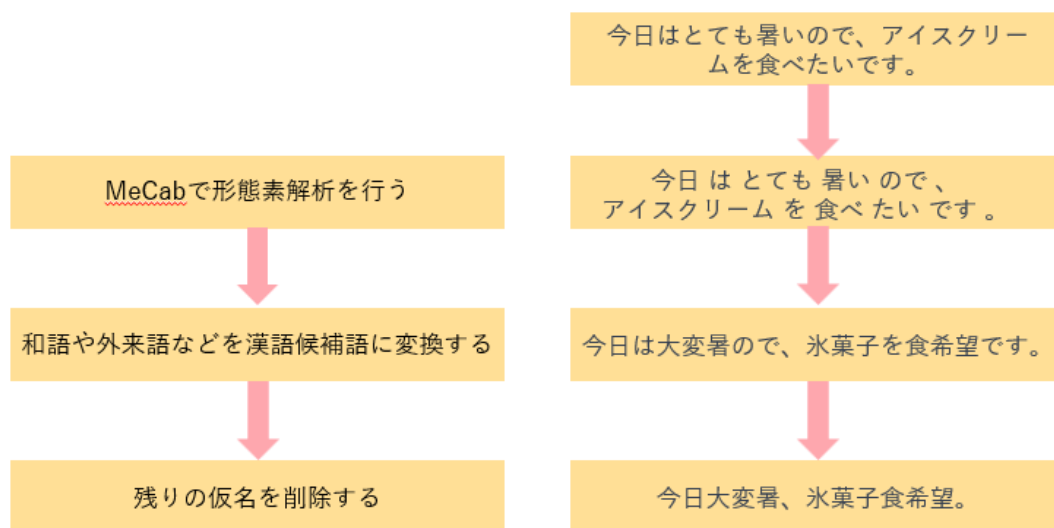 今日はとても暑いので、アイスクリー
ムを食べたいです。
MeCabで形態素解析を行う
今日 は とても 暑い ので 、
アイスクリーム を 食べ たい です 。
和語や外来語などを漢語候補語に変換する
今日は大変暑ので、氷菓子を食希望です。
残りの仮名を削除する
今日大変暑、氷菓子食希望。